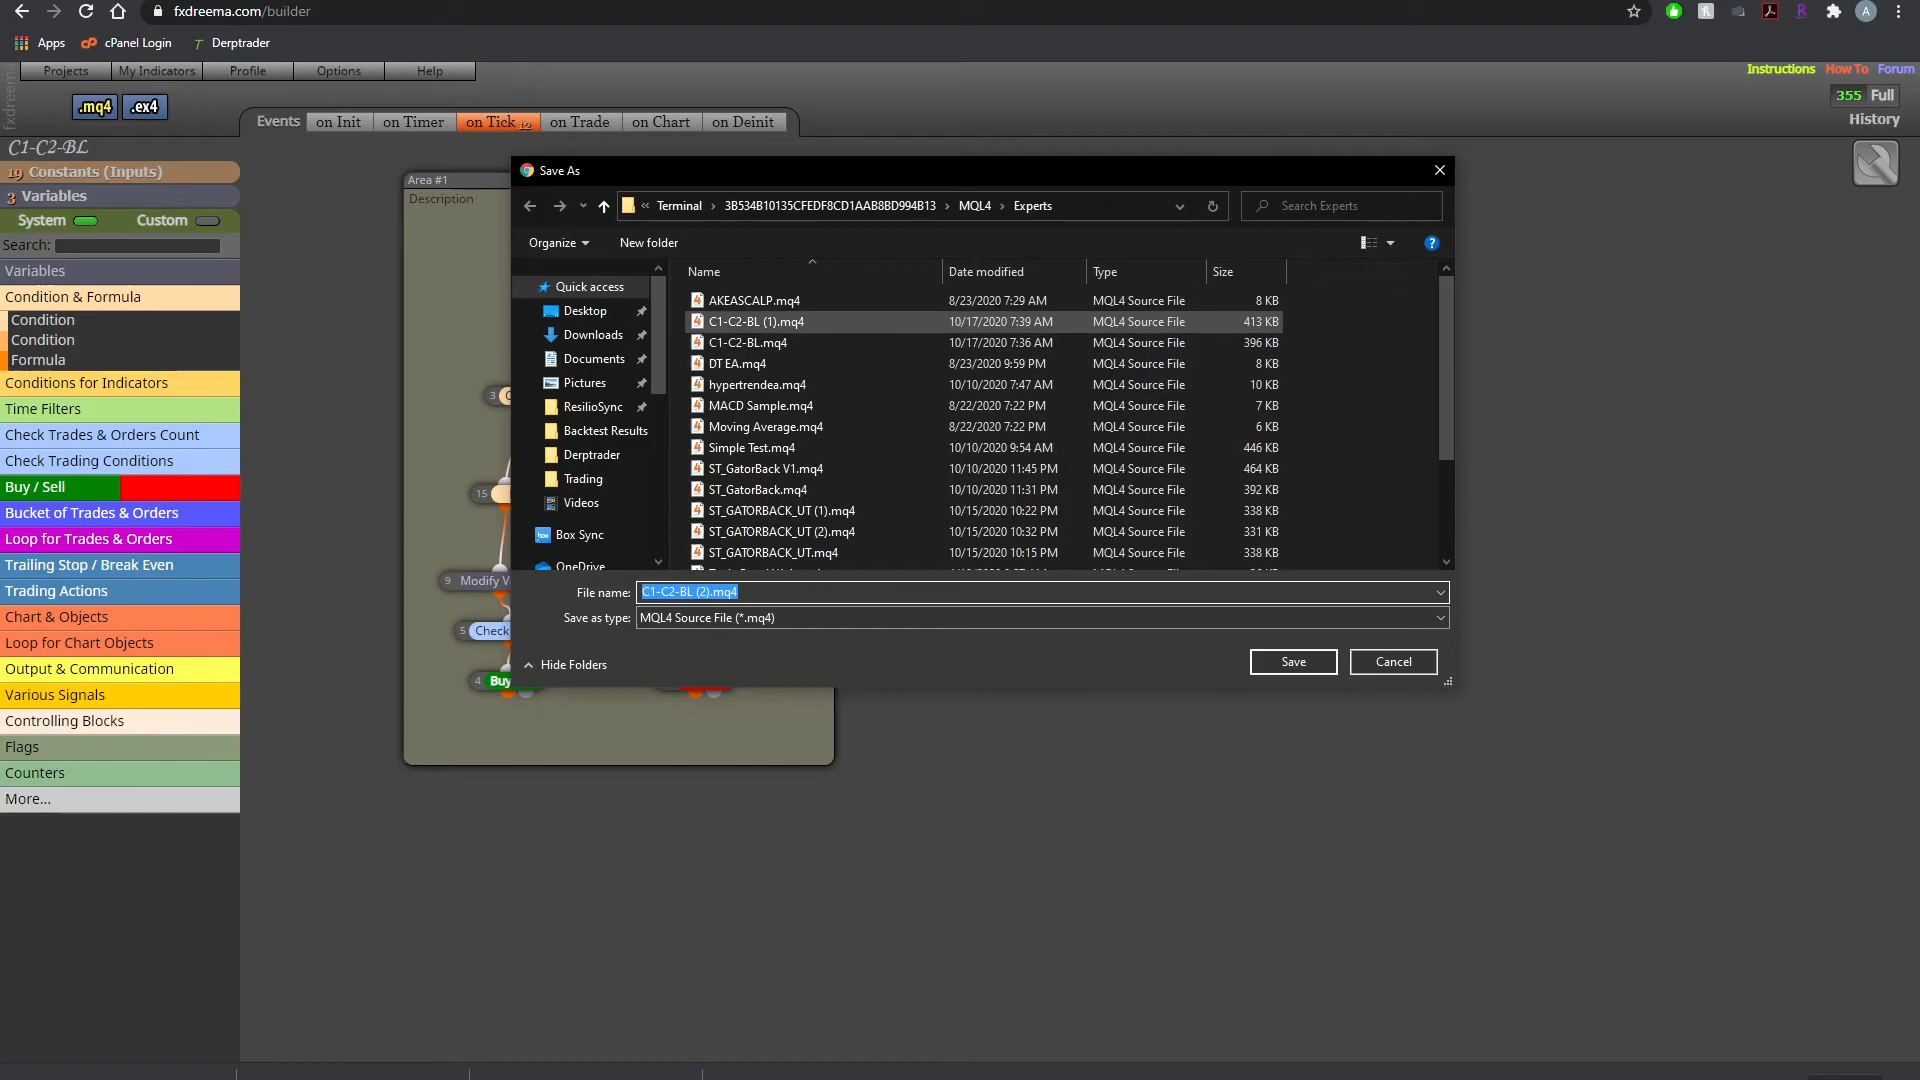 fxdreema.com/builder
A
Apps
cPanel Login
Derptrader
Projects
My Indicators
Profile
Options
Help
Instructions
How To
Forum
fxdreema
.mq4
.ex4
355 Full
History
Events
on Init
on Timer
on Tick 12
on Trade
on Chart
on Deinit
C1-C2-BL
19 Constants (Inputs)
3 Variables
System
Custom
Search:
Variables
Condition & Formula
Condition
Condition
Formula
Conditions for Indicators
Time Filters
Check Trades & Orders Count
Check Trading Conditions
Buy / Sell
Bucket of Trades & Orders
Loop for Trades & Orders
Trailing Stop / Break Even
Trading Actions
Chart & Objects
Loop for Chart Objects
Output & Communication
Various Signals
Controlling Blocks
Flags
Counters
More...
Area #1
Description
3
15
9 Modify
5 Check
4 Buy
Save As
« Terminal › 3B534B10135CFEDF8CD1AAB8BD994B13 › MQL4 › Experts
Search Experts
Organize
New folder
?
Quick access
Desktop
Downloads
Documents
Pictures
ResilioSync
Backtest Results
Derptrader
Trading
Videos
Box Sync
OneDrive
Name Date modified Type Size
AKEASCALP.mq4 8/23/2020 7:29 AM MQL4 Source File 8 KB
C1-C2-BL (1).mq4 10/17/2020 7:39 AM MQL4 Source File 413 KB
C1-C2-BL.mq4 10/17/2020 7:36 AM MQL4 Source File 396 KB
DT EA.mq4 8/23/2020 9:59 PM MQL4 Source File 8 KB
hypertrendea.mq4 10/10/2020 7:47 AM MQL4 Source File 10 KB
MACD Sample.mq4 8/22/2020 7:22 PM MQL4 Source File 7 KB
Moving Average.mq4 8/22/2020 7:22 PM MQL4 Source File 6 KB
Simple Test.mq4 10/10/2020 9:54 AM MQL4 Source File 446 KB
ST_GatorBack V1.mq4 10/10/2020 11:45 PM MQL4 Source File 464 KB
ST_GatorBack.mq4 10/10/2020 11:31 PM MQL4 Source File 392 KB
ST_GATORBACK_UT (1).mq4 10/15/2020 10:22 PM MQL4 Source File 338 KB
ST_GATORBACK_UT (2).mq4 10/15/2020 10:32 PM MQL4 Source File 331 KB
ST_GATORBACK_UT.mq4 10/15/2020 10:15 PM MQL4 Source File 338 KB
File name: C1-C2-BL (2).mq4
Save as type: MQL4 Source File (*.mq4)
Hide Folders
Save
Cancel